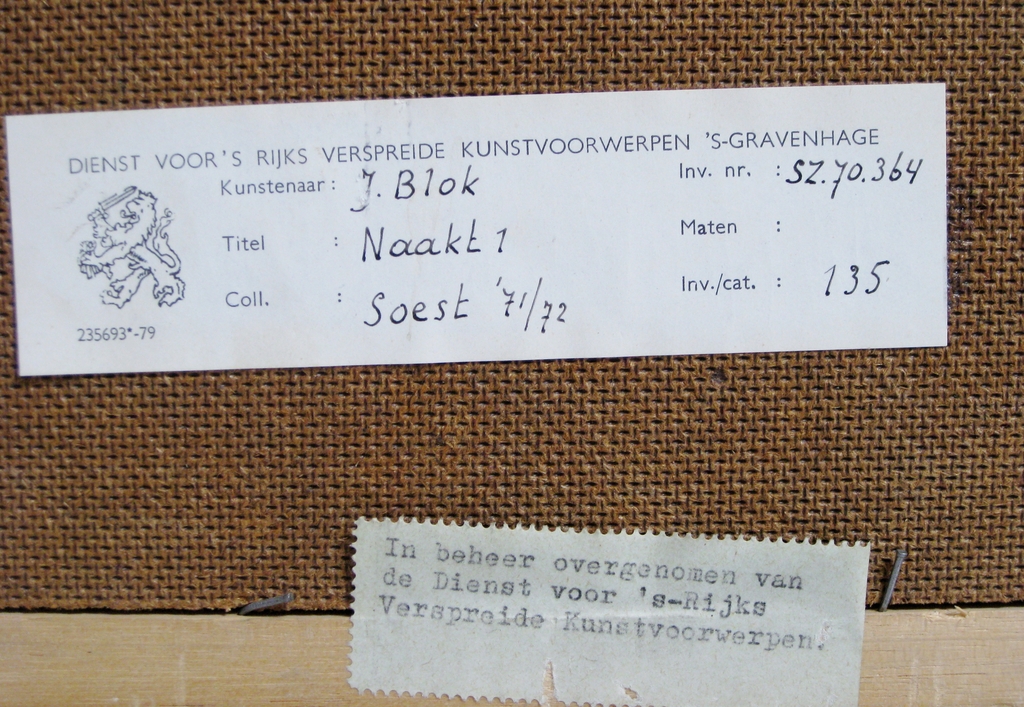 DIENST VOOR 'S RIJKS VERSPREIDE KUNSTVOORWERPEN 'S-GRAVENHAGE
Kunstenaar : J. Blok
Inv. nr. : SZ.70.364
Titel : Naakt 1
Maten :
Coll. : Soest '71/72
Inv./cat. : 135
235693*-79
In beheer overgenomen van
de Dienst voor 's-Rijks
Verspreide Kunstvoorwerpen.